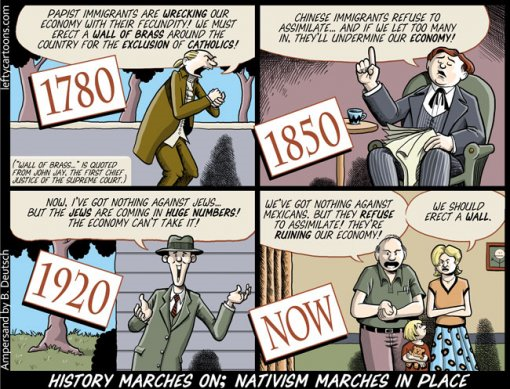 PAPIST IMMIGRANTS ARE WRECKING OUR
ECONOMY WITH THEIR FECUNDITY! WE MUST
ERECT A WALL OF BRASS AROUND THE
COUNTRY FOR THE EXCLUSION OF CATHOLICS!
1780
("WALL OF BRASS..." IS QUOTED
FROM JOHN JAY, THE FIRST CHIEF
JUSTICE OF THE SUPREME COURT.)
CHINESE IMMIGRANTS REFUSE TO
ASSIMILATE... AND IF WE LET TOO MANY
IN, THEY'LL UNDERMINE OUR ECONOMY!
1850
NOW, I'VE GOT NOTHING AGAINST JEWS...
BUT THE JEWS ARE COMING IN HUGE NUMBERS!
THE ECONOMY CAN'T TAKE IT!
1920
WE'VE GOT NOTHING AGAINST
MEXICANS. BUT THEY REFUSE
TO ASSIMILATE! THEY'RE
RUINING OUR ECONOMY!
WE SHOULD
ERECT A WALL.
NOW
HISTORY MARCHES ON; NATIVISM MARCHES IN PLACE
leftycartoons.com
Ampersand by B. Deutsch